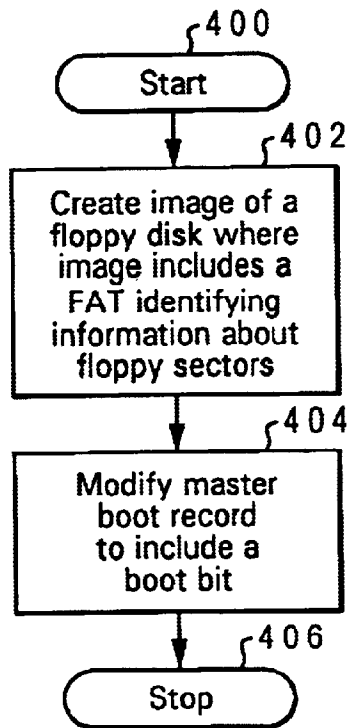 400
Start
402
Create image of a
floppy disk where
image includes a
FAT identifying
information about
floppy sectors
404
Modify master
boot record
to include a
boot bit
406
Stop